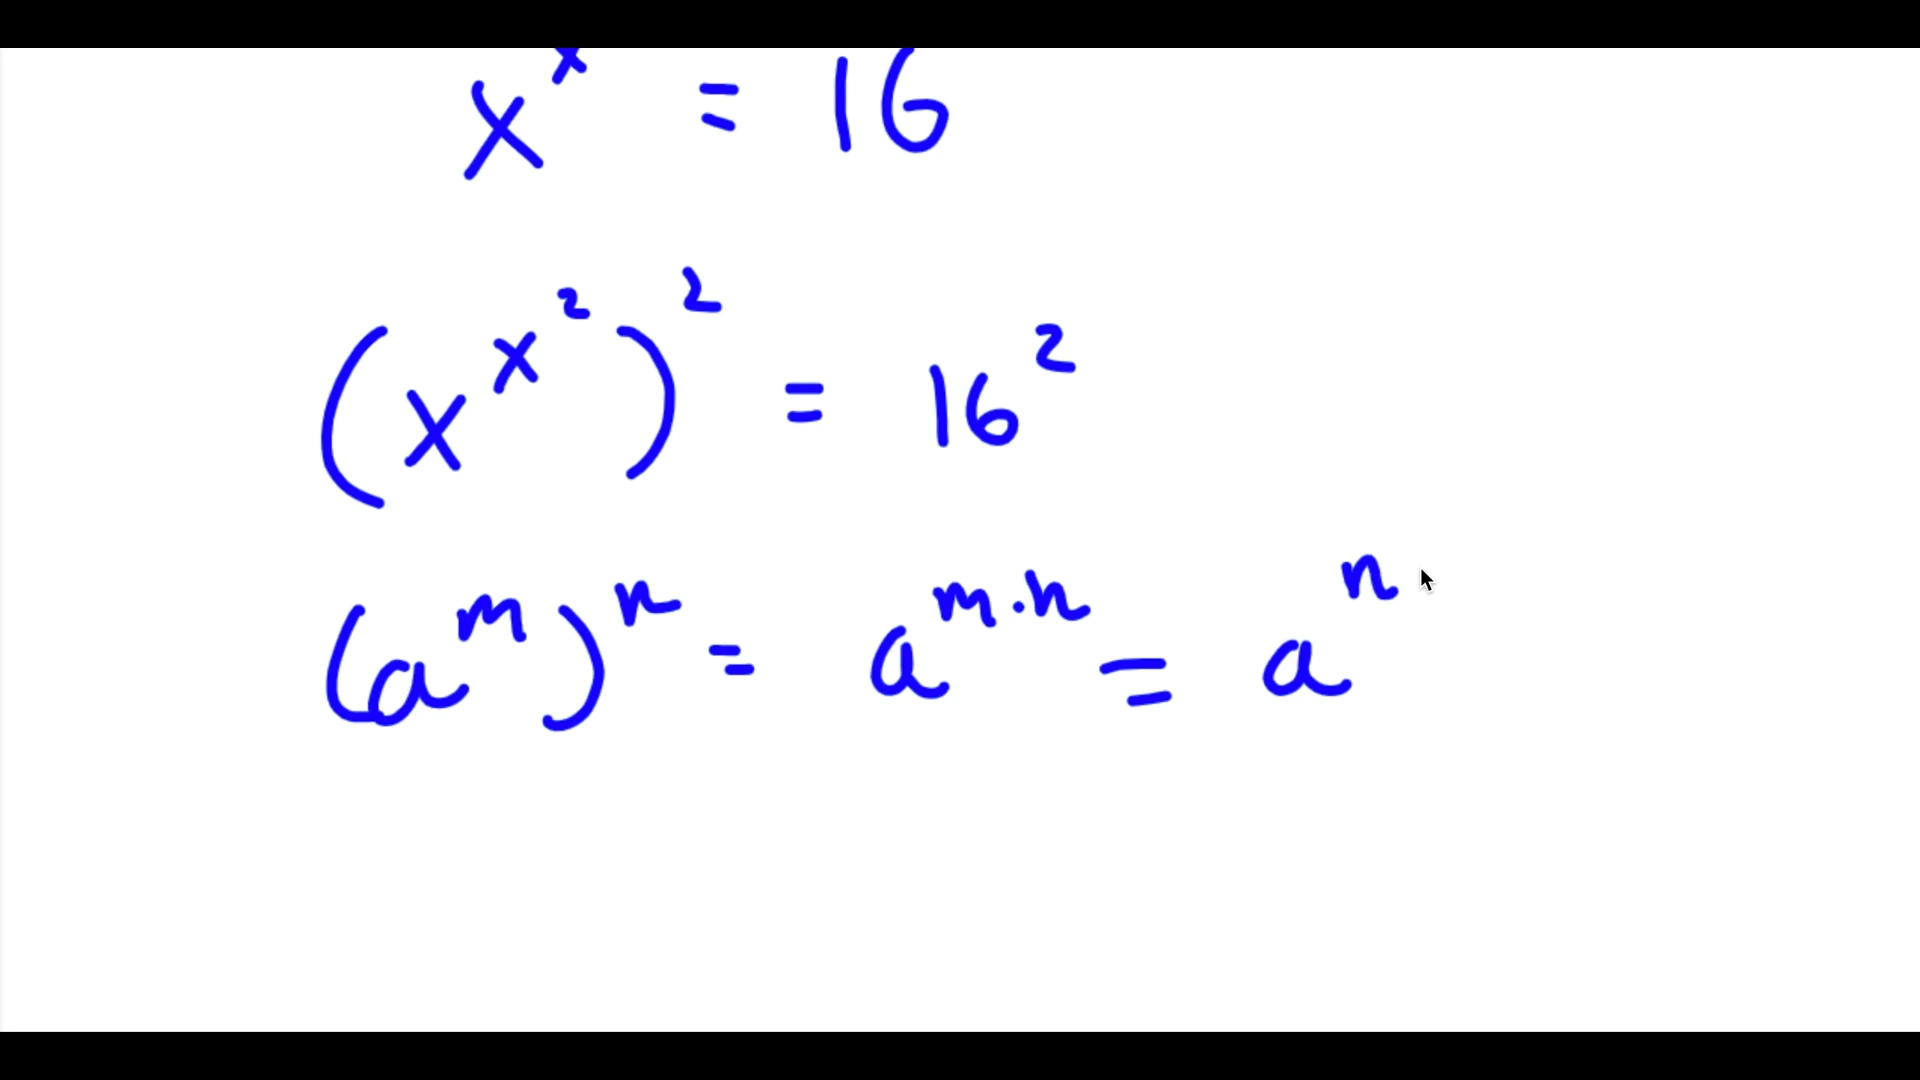 x^x = 16
(x^x^2)^2 = 16^2
(a^m)^n = a^m·n = a^n